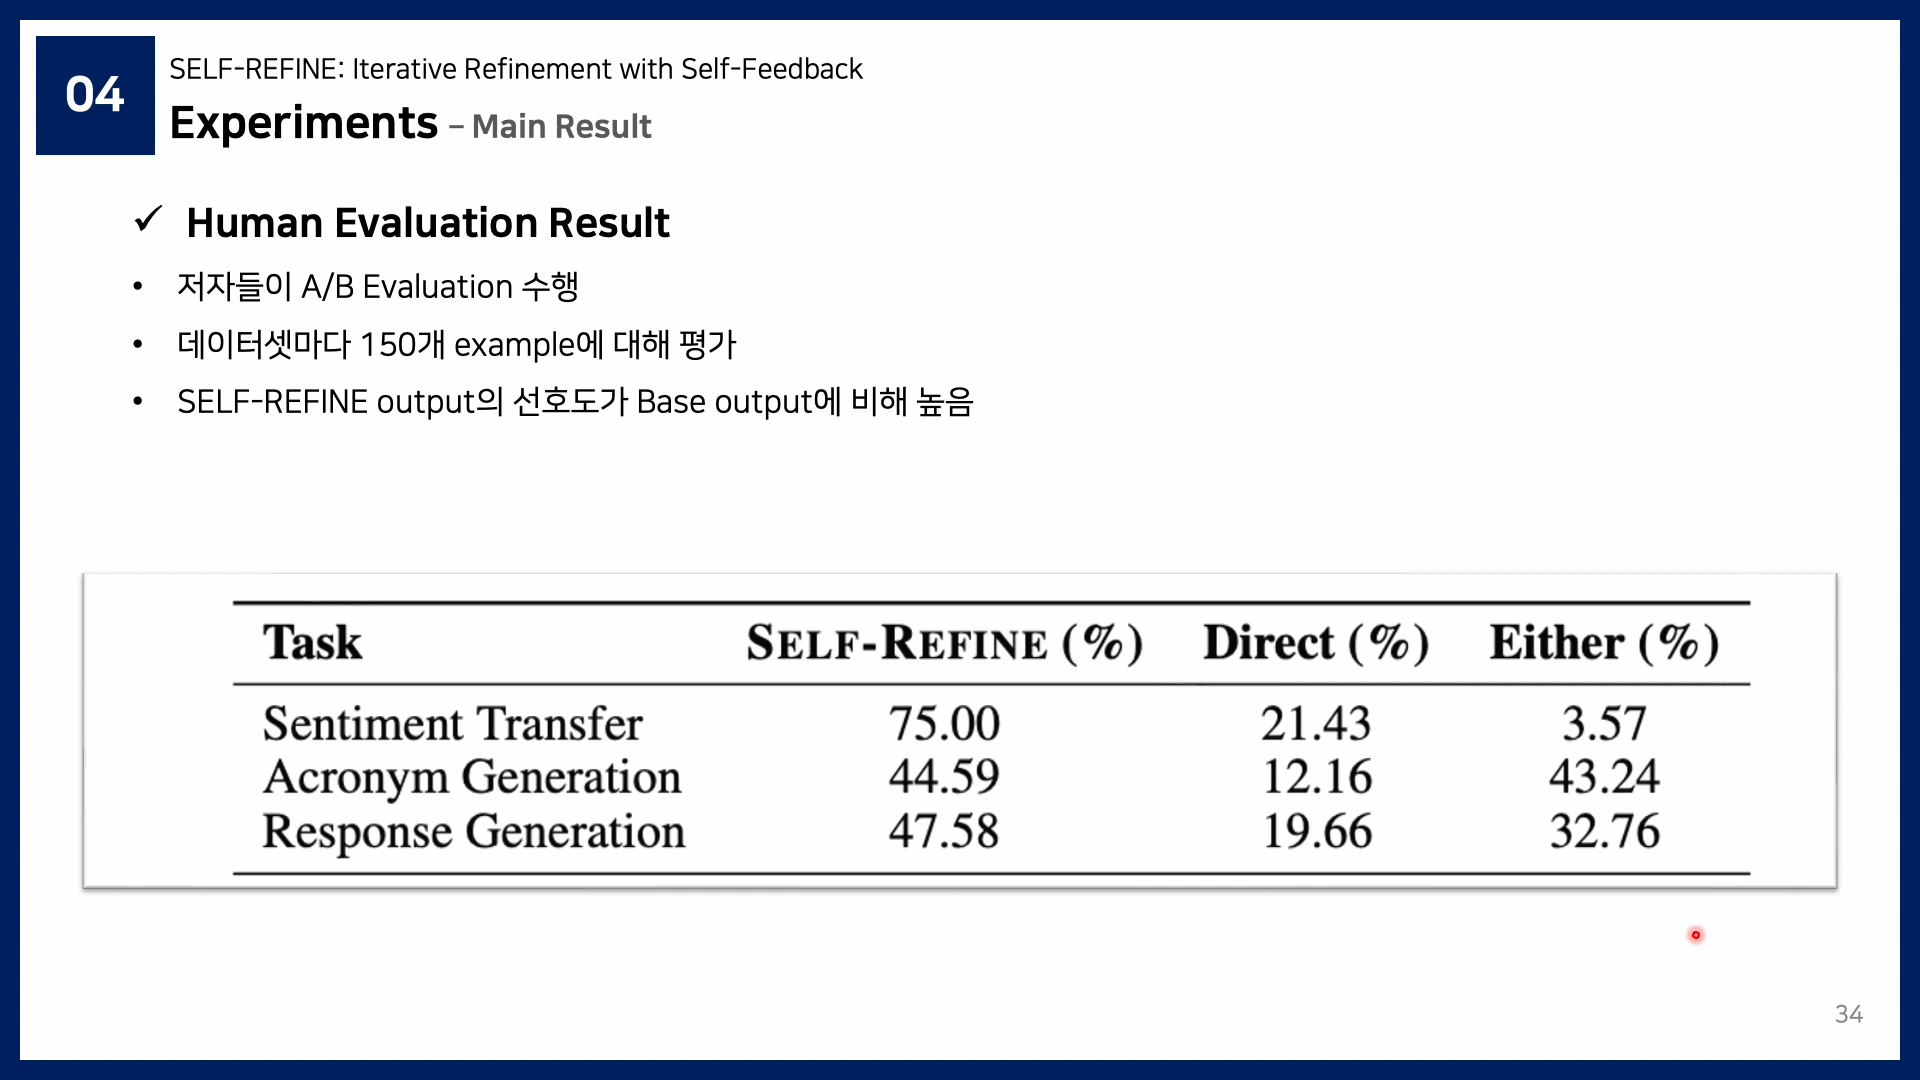 04
SELF-REFINE: Iterative Refinement with Self-Feedback
Experiments – Main Result
✓ Human Evaluation Result
• 저자들이 A/B Evaluation 수행
• 데이터셋마다 150개 example에 대해 평가
• SELF-REFINE output의 선호도가 Base output에 비해 높음
Task SELF-REFINE (%) Direct (%) Either (%)
Sentiment Transfer 75.00 21.43 3.57
Acronym Generation 44.59 12.16 43.24
Response Generation 47.58 19.66 32.76
34